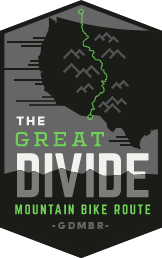 THE
GREAT
DIVIDE
MOUNTAIN BIKE ROUTE
-GDMBR-